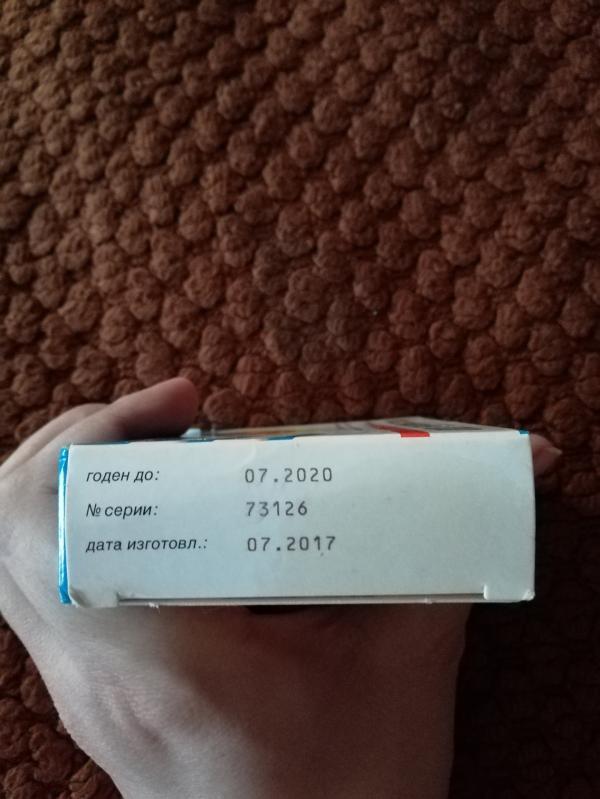 годен до: 07.2020
№ серии: 73126
дата изготовл.: 07.2017